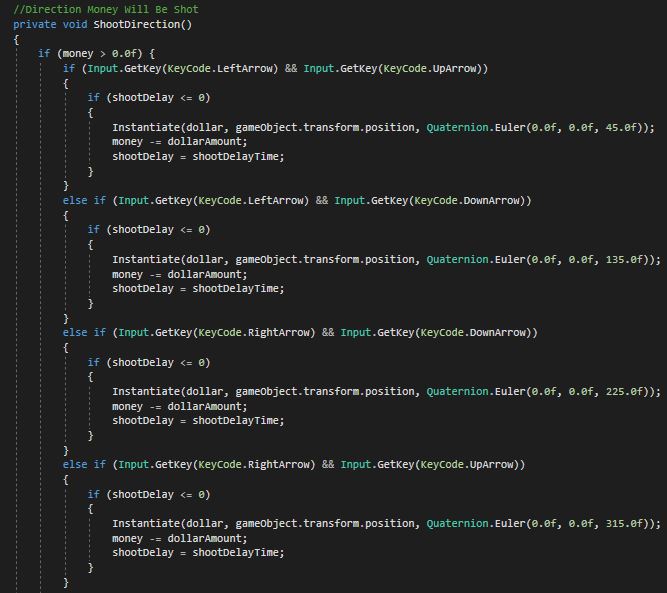 //Direction Money Will Be Shot
private void ShootDirection()
{
if (money > 0.0f) {
if (Input.GetKey(KeyCode.LeftArrow) && Input.GetKey(KeyCode.UpArrow))
{
if (shootDelay <= 0)
{
Instantiate(dollar, gameObject.transform.position, Quaternion.Euler(0.0f, 0.0f, 45.0f));
money -= dollarAmount;
shootDelay = shootDelayTime;
}
}
else if (Input.GetKey(KeyCode.LeftArrow) && Input.GetKey(KeyCode.DownArrow))
{
if (shootDelay <= 0)
{
Instantiate(dollar, gameObject.transform.position, Quaternion.Euler(0.0f, 0.0f, 135.0f));
money -= dollarAmount;
shootDelay = shootDelayTime;
}
}
else if (Input.GetKey(KeyCode.RightArrow) && Input.GetKey(KeyCode.DownArrow))
{
if (shootDelay <= 0)
{
Instantiate(dollar, gameObject.transform.position, Quaternion.Euler(0.0f, 0.0f, 225.0f));
money -= dollarAmount;
shootDelay = shootDelayTime;
}
}
else if (Input.GetKey(KeyCode.RightArrow) && Input.GetKey(KeyCode.UpArrow))
{
if (shootDelay <= 0)
{
Instantiate(dollar, gameObject.transform.position, Quaternion.Euler(0.0f, 0.0f, 315.0f));
money -= dollarAmount;
shootDelay = shootDelayTime;
}
}